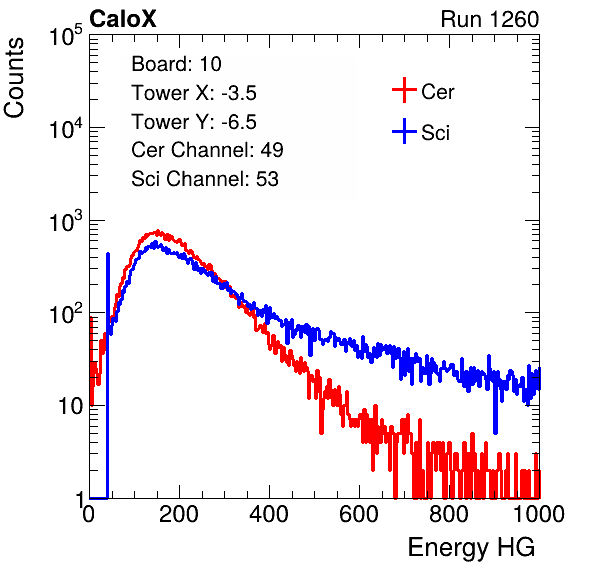 CaloX Run 1260
Counts
10^5
10^4
10^3
10^2
10
1
Board: 10
Tower X: -3.5
Tower Y: -6.5
Cer Channel: 49
Sci Channel: 53
Cer
Sci
0 200 400 600 800 1000
Energy HG